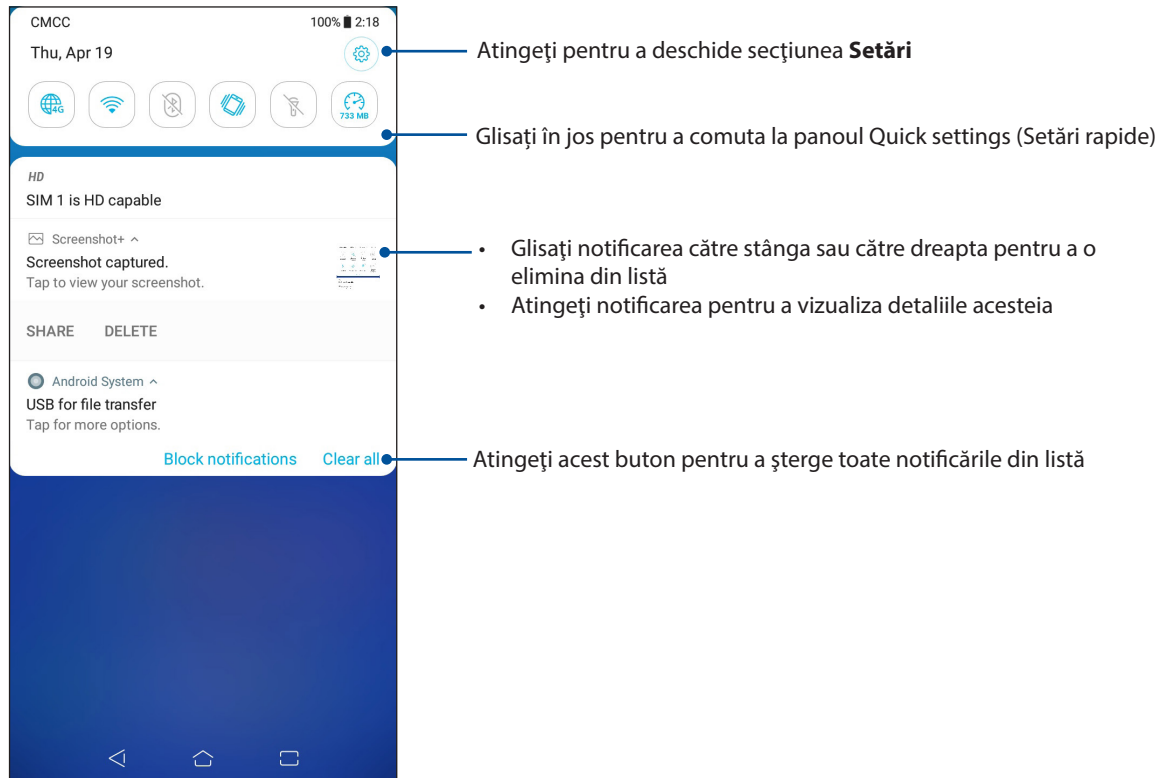 CMCC 100% 2:18
Thu, Apr 19
Atingeţi pentru a deschide secţiunea Setări
4G
733 MB
Glisați în jos pentru a comuta la panoul Quick settings (Setări rapide)
HD
SIM 1 is HD capable
Screenshot+
Screenshot captured.
Tap to view your screenshot.
• Glisaţi notificarea către stânga sau către dreapta pentru a o
elimina din listă
• Atingeţi notificarea pentru a vizualiza detaliile acesteia
SHARE DELETE
Android System
USB for file transfer
Tap for more options.
Block notifications Clear all
Atingeţi acest buton pentru a şterge toate notificările din listă